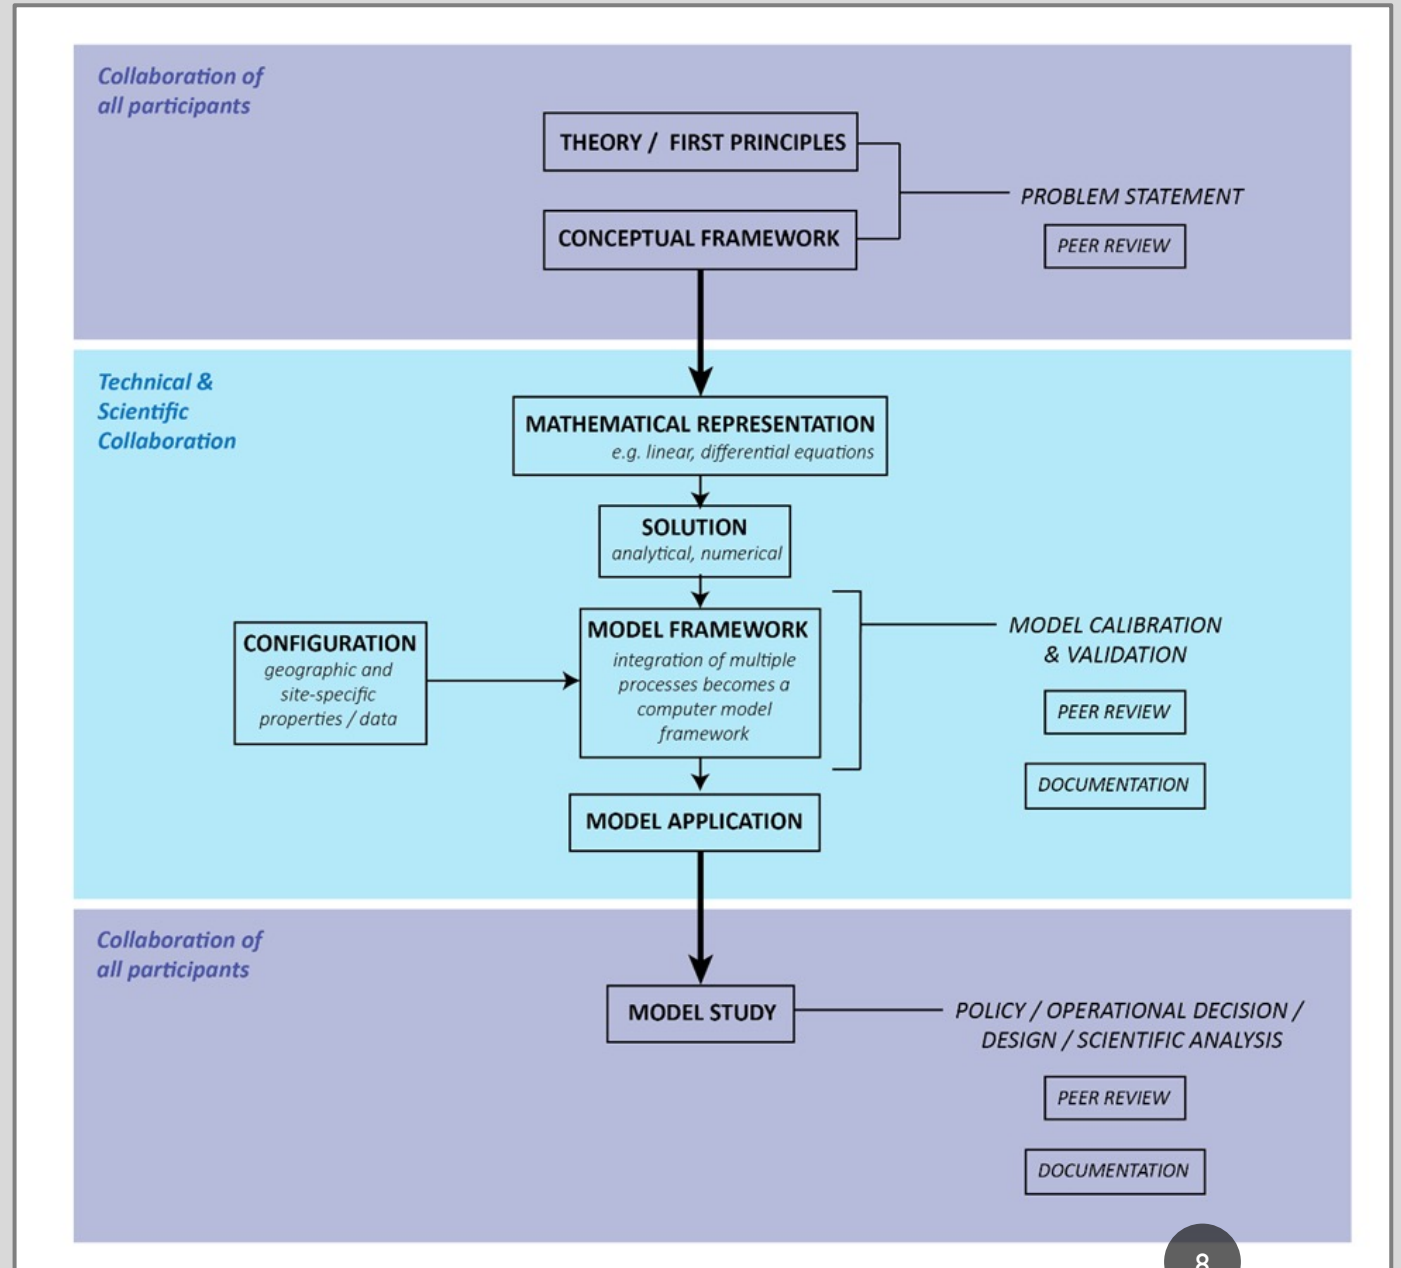 Collaboration of
all participants
THEORY / FIRST PRINCIPLES
CONCEPTUAL FRAMEWORK
PROBLEM STATEMENT
PEER REVIEW
Technical &
Scientific
Collaboration
MATHEMATICAL REPRESENTATION
e.g. linear, differential equations
SOLUTION
analytical, numerical
CONFIGURATION
geographic and
site-specific
properties / data
MODEL FRAMEWORK
integration of multiple
processes becomes a
computer model
framework
MODEL CALIBRATION
& VALIDATION
PEER REVIEW
DOCUMENTATION
MODEL APPLICATION
Collaboration of
all participants
MODEL STUDY
POLICY / OPERATIONAL DECISION /
DESIGN / SCIENTIFIC ANALYSIS
PEER REVIEW
DOCUMENTATION
8